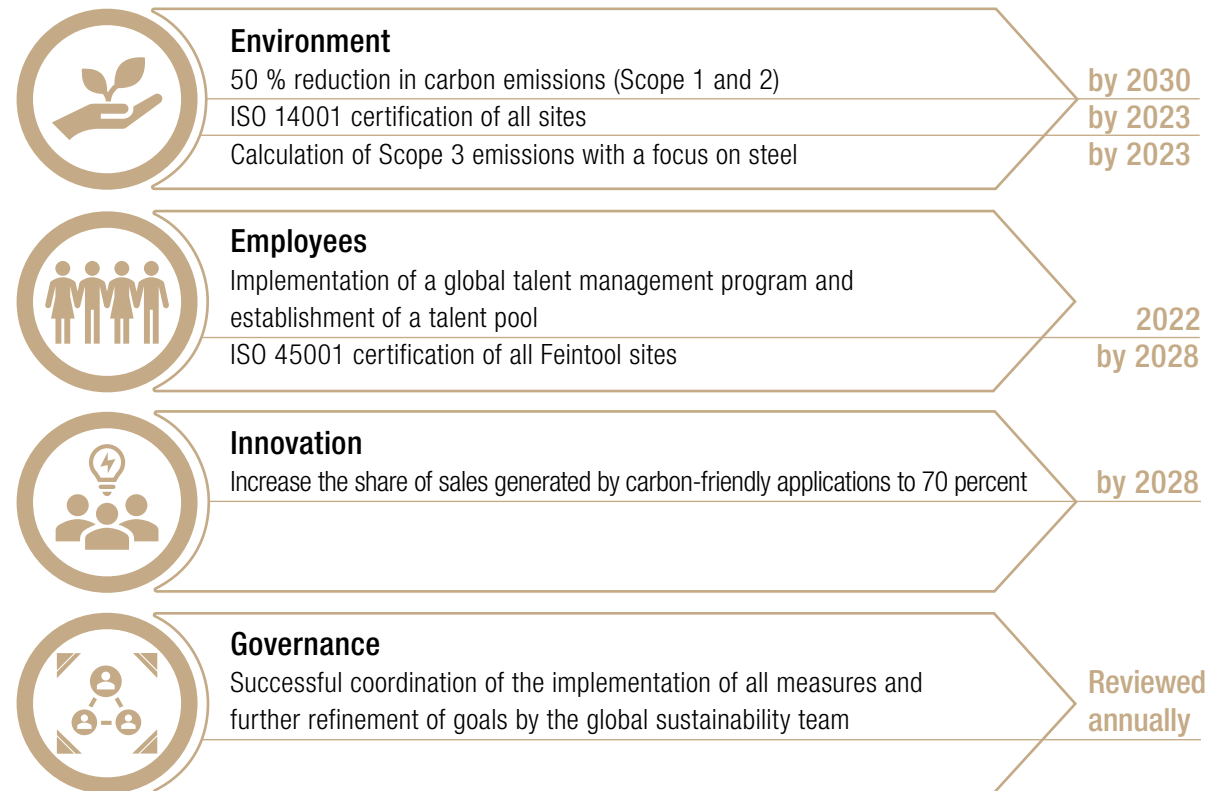 Environment
50 % reduction in carbon emissions (Scope 1 and 2)
by 2030
ISO 14001 certification of all sites
by 2023
Calculation of Scope 3 emissions with a focus on steel
by 2023
Employees
Implementation of a global talent management program and
establishment of a talent pool
2022
ISO 45001 certification of all Feintool sites
by 2028
Innovation
Increase the share of sales generated by carbon-friendly applications to 70 percent
by 2028
Governance
Successful coordination of the implementation of all measures and
further refinement of goals by the global sustainability team
Reviewed
annually